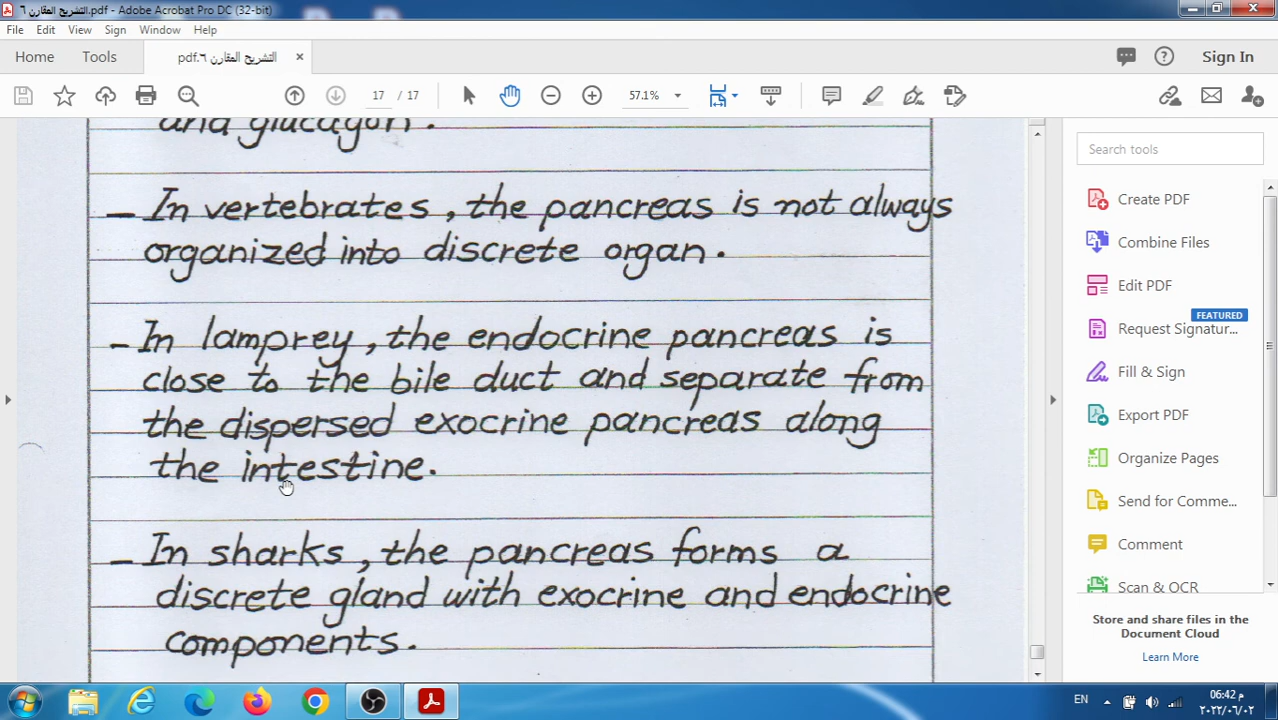 التشريح المقارن ٦.pdf - Adobe Acrobat Pro DC (32-bit)
File Edit View Sign Window Help
Home Tools التشريح المقارن ٦.pdf × Sign In
17 / 17 57.1%
and glucagon.
- In vertebrates, the pancreas is not always
organized into discrete organ.
- In lamprey, the endocrine pancreas is
close to the bile duct and separate from
the dispersed exocrine pancreas along
the intestine.
- In sharks, the pancreas forms a
discrete gland with exocrine and endocrine
components.
Search tools
Create PDF
Combine Files
Edit PDF
FEATURED
Request Signatur...
Fill & Sign
Export PDF
Organize Pages
Send for Comme...
Comment
Scan & OCR
Store and share files in the
Document Cloud
Learn More
EN
06:42 م
٢٠٢٢/٠٦/٠٢